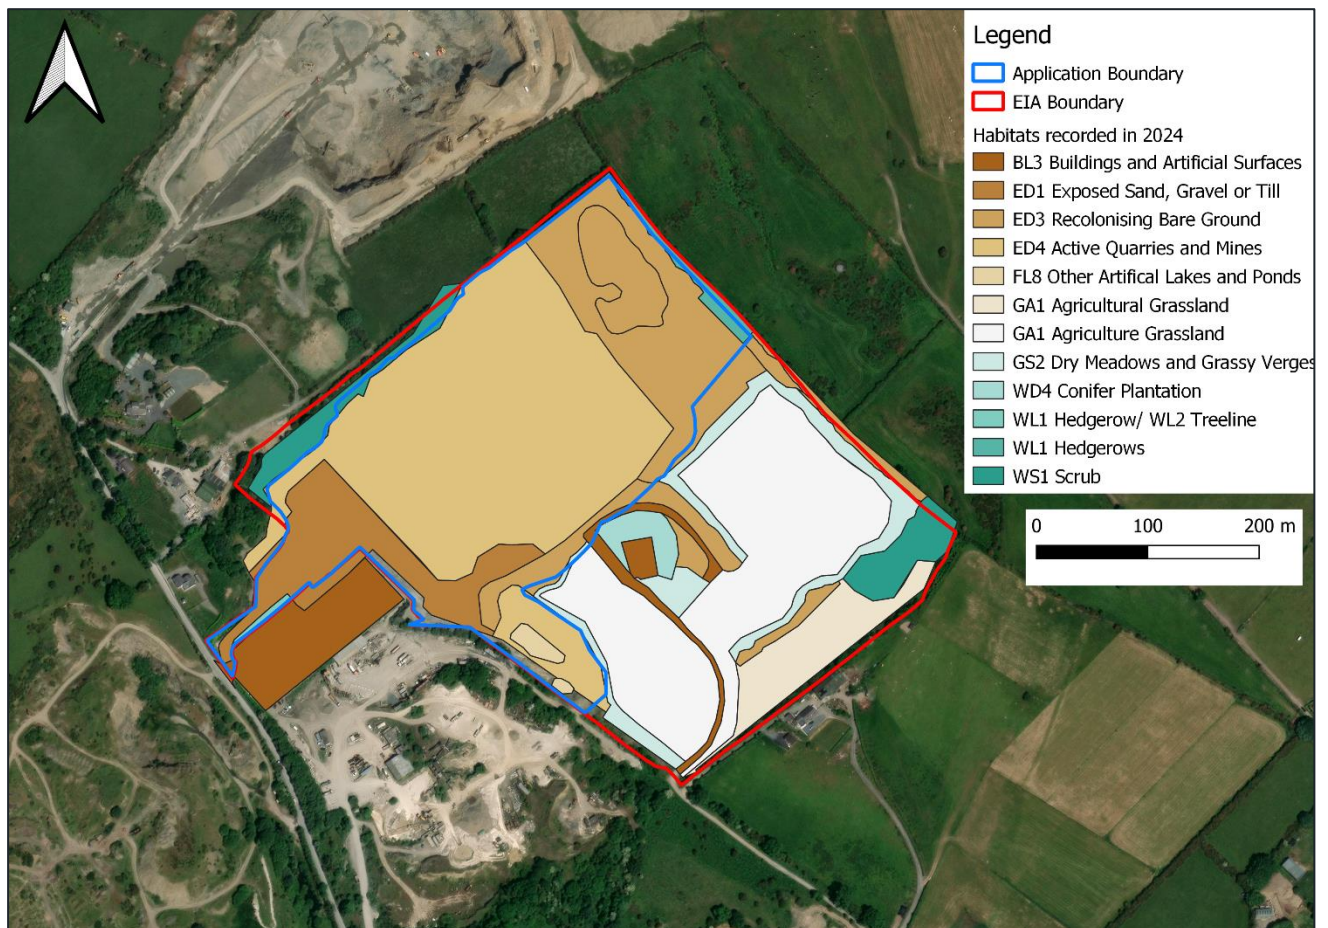 Legend
Application Boundary
EIA Boundary
Habitats recorded in 2024
BL3 Buildings and Artificial Surfaces
ED1 Exposed Sand, Gravel or Till
ED3 Recolonising Bare Ground
ED4 Active Quarries and Mines
FL8 Other Artifical Lakes and Ponds
GA1 Agricultural Grassland
GA1 Agriculture Grassland
GS2 Dry Meadows and Grassy Verges
WD4 Conifer Plantation
WL1 Hedgerow/ WL2 Treeline
WL1 Hedgerows
WS1 Scrub
0 100 200 m